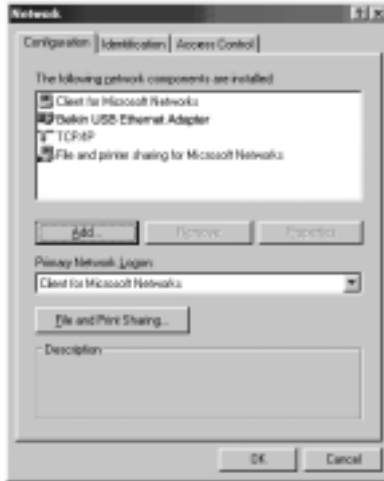 Network
Configuration Identification Access Control
The following network components are installed
Client for Microsoft Networks
Belkin USB Ethernet Adapter
TCP/IP
File and printer sharing for Microsoft Networks
Add... Remove Properties
Primary Network Logon:
Client for Microsoft Networks
File and Print Sharing...
Description
OK Cancel